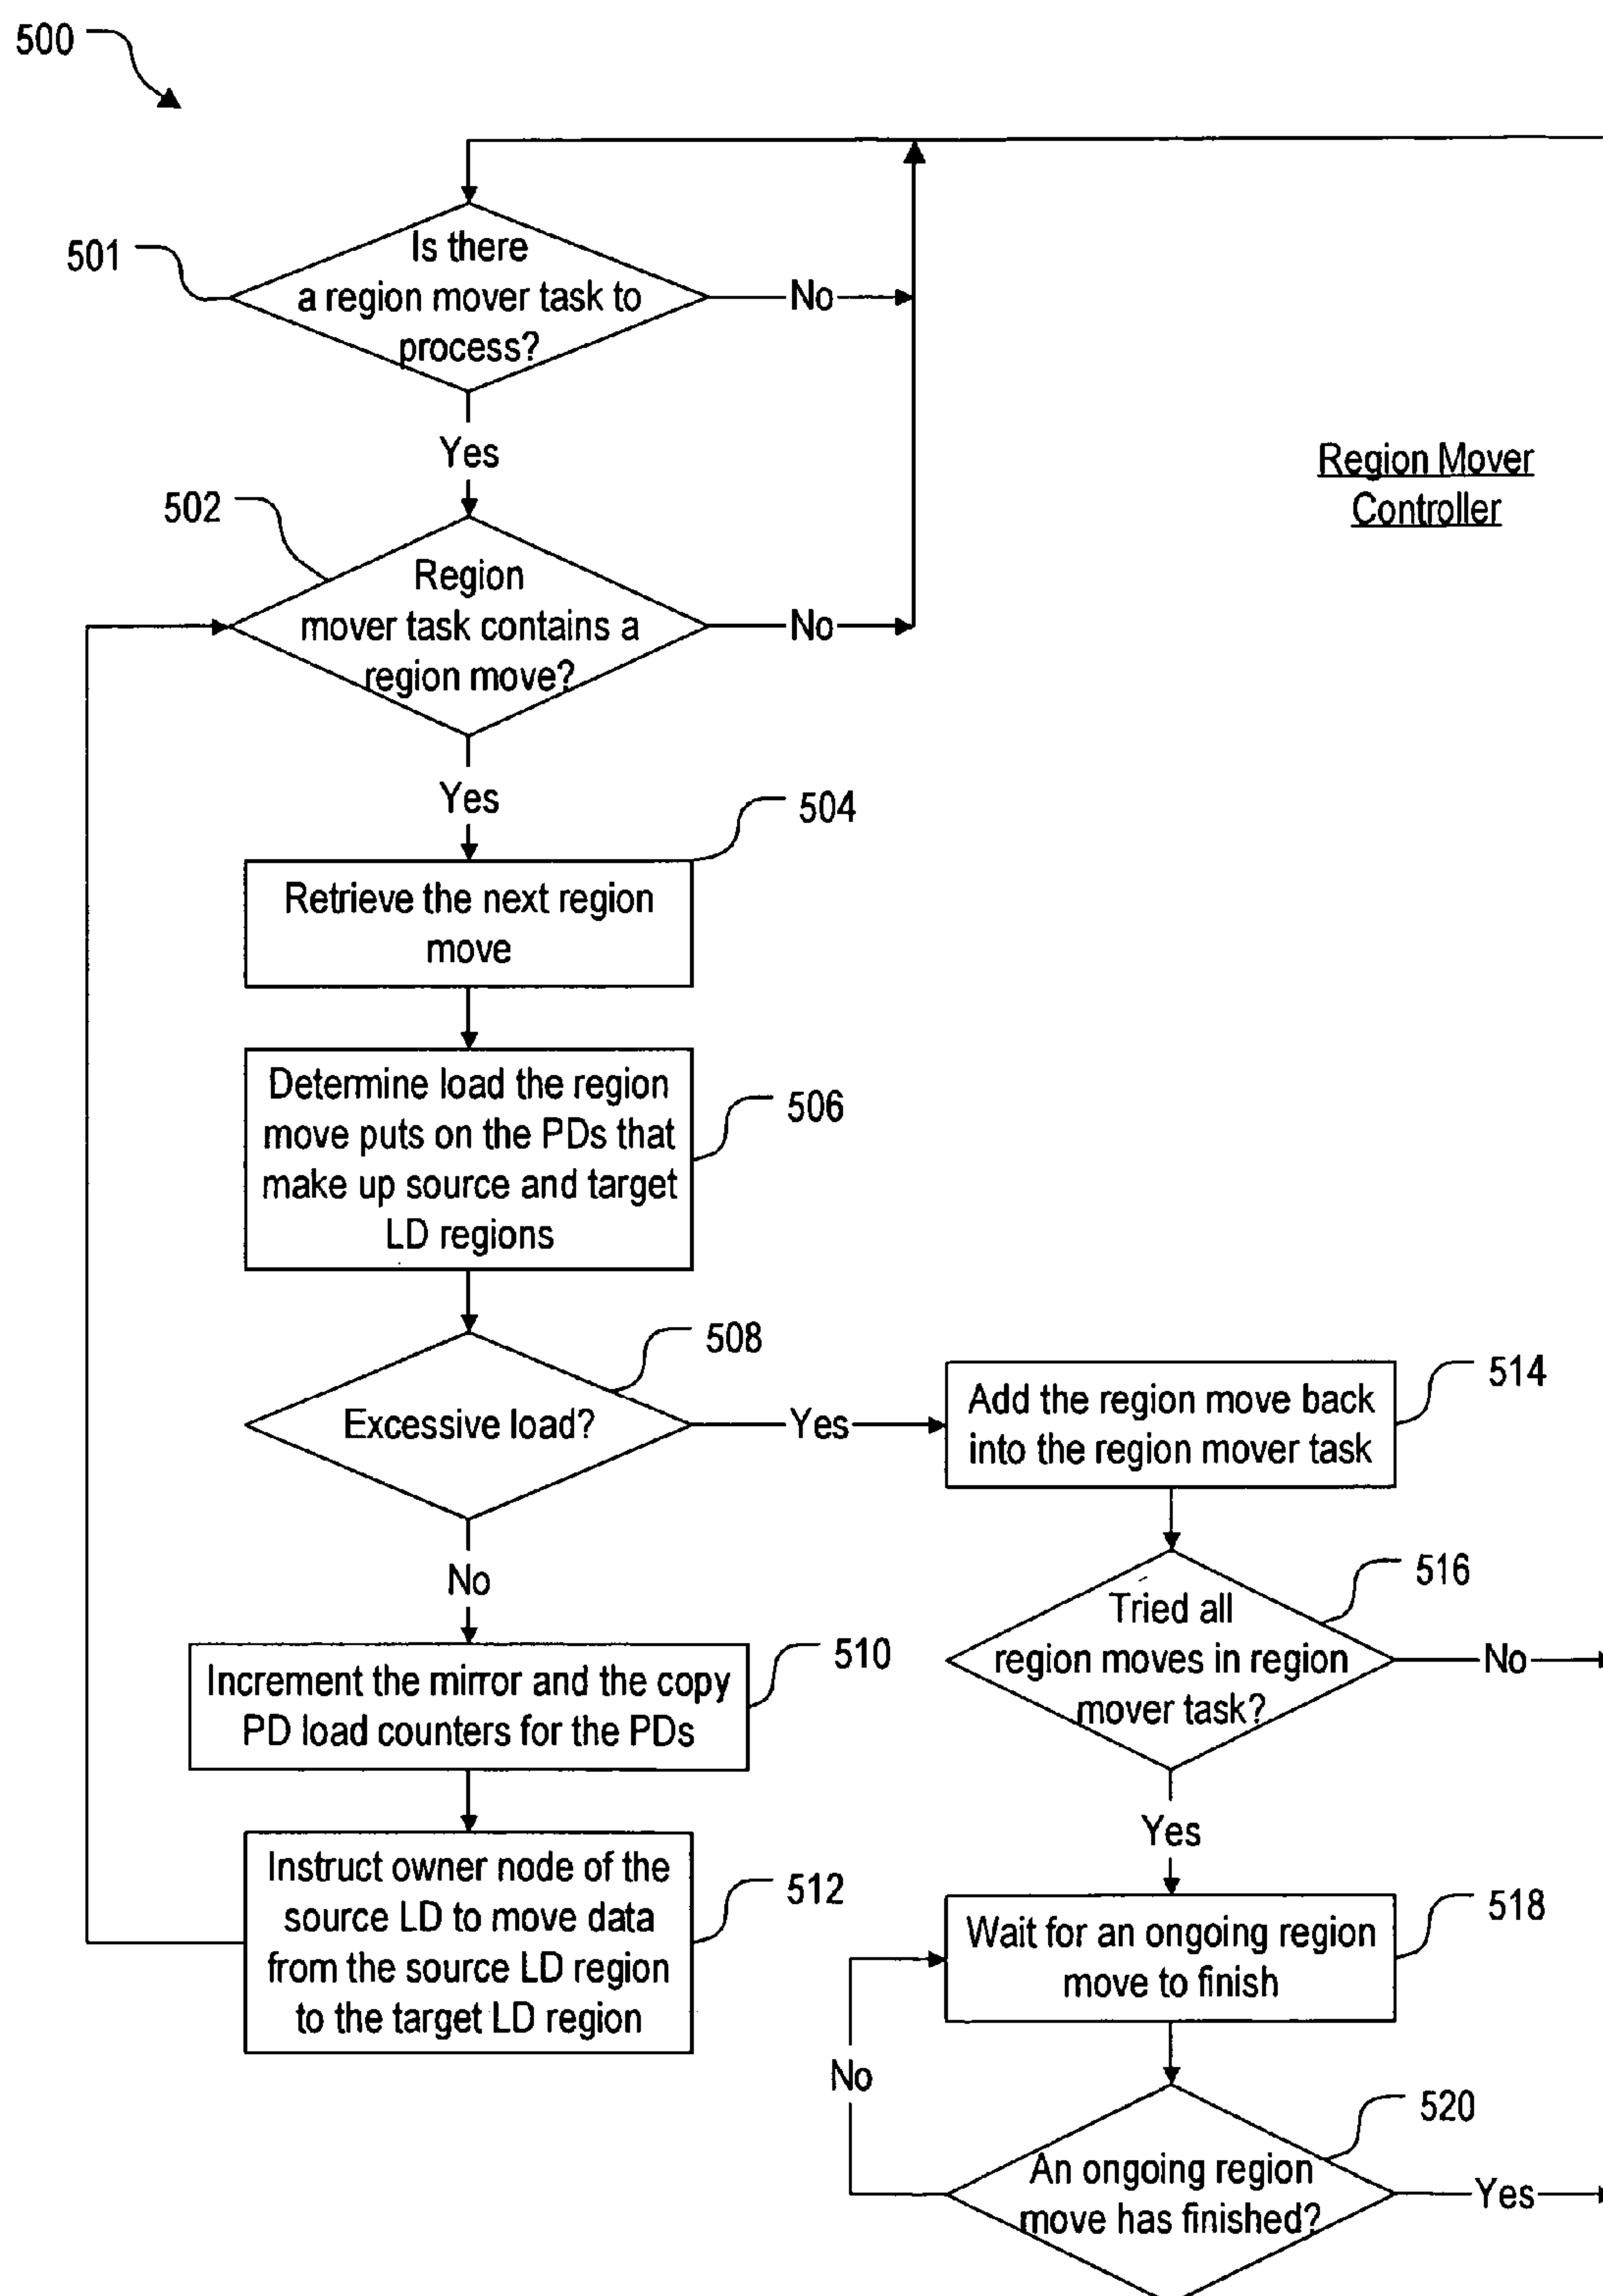 500
501
Is there
a region mover task to
process?
No
Yes
Region Mover
Controller
502
Region
mover task contains a
region move?
No
Yes
504
Retrieve the next region
move
Determine load the region
move puts on the PDs that
make up source and target
LD regions
506
508
Excessive load?
Yes
Add the region move back
into the region mover task
514
No
Tried all
region moves in region
mover task?
516
No
Increment the mirror and the copy
PD load counters for the PDs
510
Yes
Instruct owner node of the
source LD to move data
from the source LD region
to the target LD region
512
Wait for an ongoing region
move to finish
518
No
An ongoing region
move has finished?
520
Yes